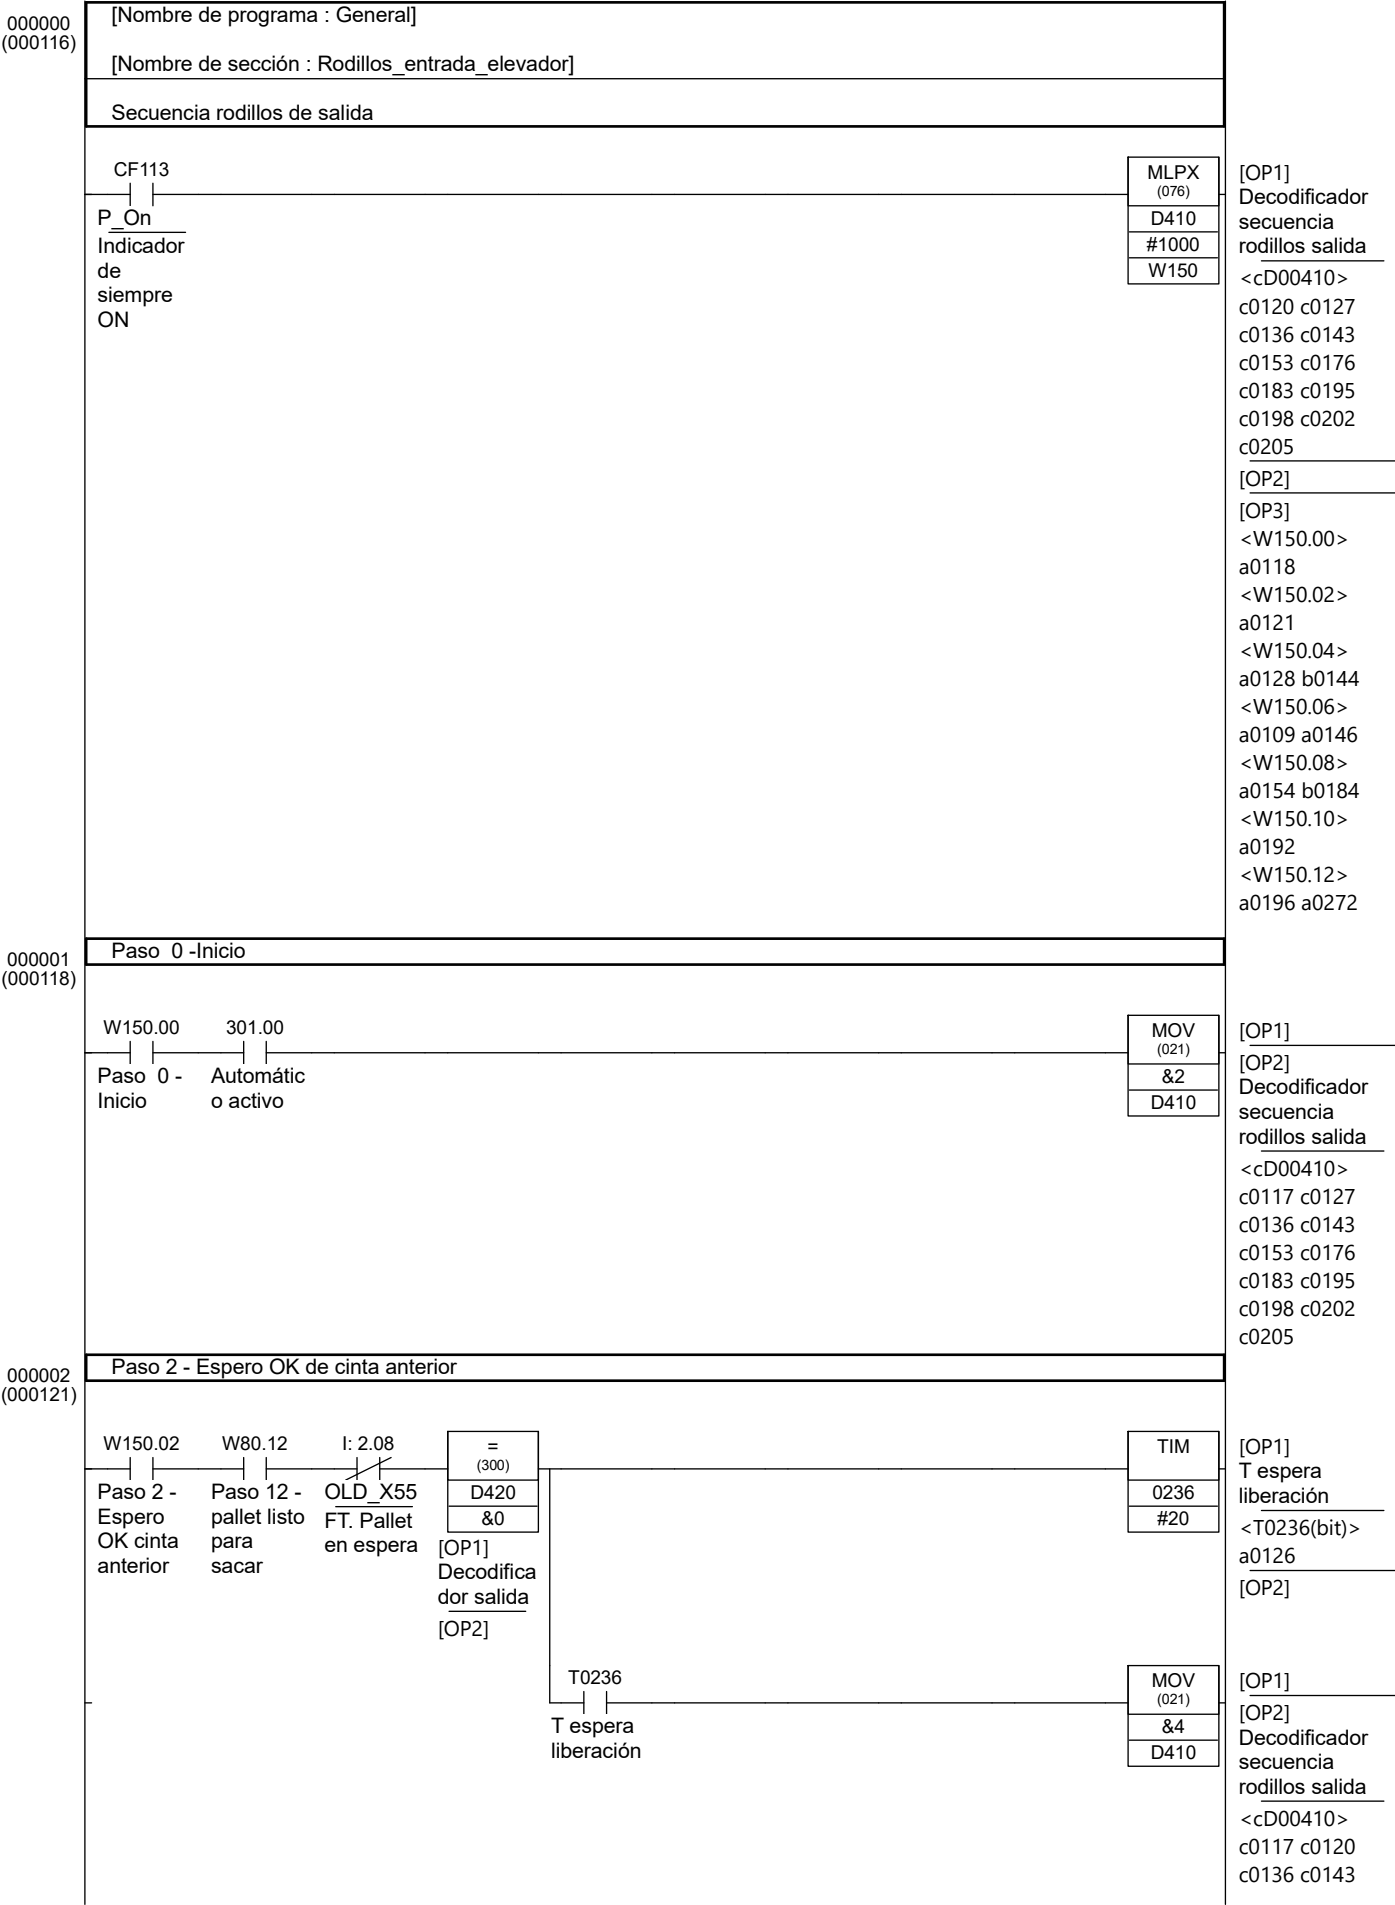 000000
(000116)
[Nombre de programa : General]
[Nombre de sección : Rodillos_entrada_elevador]
Secuencia rodillos de salida
CF113
P_On
Indicador
de
siempre
ON
MLPX
(076)
D410
#1000
W150
[OP1]
Decodificador
secuencia
rodillos salida
<cD00410>
c0120 c0127
c0136 c0143
c0153 c0176
c0183 c0195
c0198 c0202
c0205
[OP2]
[OP3]
<W150.00>
a0118
<W150.02>
a0121
<W150.04>
a0128 b0144
<W150.06>
a0109 a0146
<W150.08>
a0154 b0184
<W150.10>
a0192
<W150.12>
a0196 a0272
000001
(000118)
Paso  0 -Inicio
W150.00
Paso  0 -
Inicio
301.00
Automátic
o activo
MOV
(021)
&2
D410
[OP1]
[OP2]
Decodificador
secuencia
rodillos salida
<cD00410>
c0117 c0127
c0136 c0143
c0153 c0176
c0183 c0195
c0198 c0202
c0205
000002
(000121)
Paso 2 - Espero OK de cinta anterior
W150.02
Paso 2 -
Espero
OK cinta
anterior
W80.12
Paso 12 -
pallet listo
para
sacar
I: 2.08
OLD_X55
FT. Pallet
en espera
=
(300)
D420
&0
[OP1]
Decodifica
dor salida
[OP2]
TIM
0236
#20
[OP1]
T espera
liberación
<T0236(bit)>
a0126
[OP2]
T0236
T espera
liberación
MOV
(021)
&4
D410
[OP1]
[OP2]
Decodificador
secuencia
rodillos salida
<cD00410>
c0117 c0120
c0136 c0143